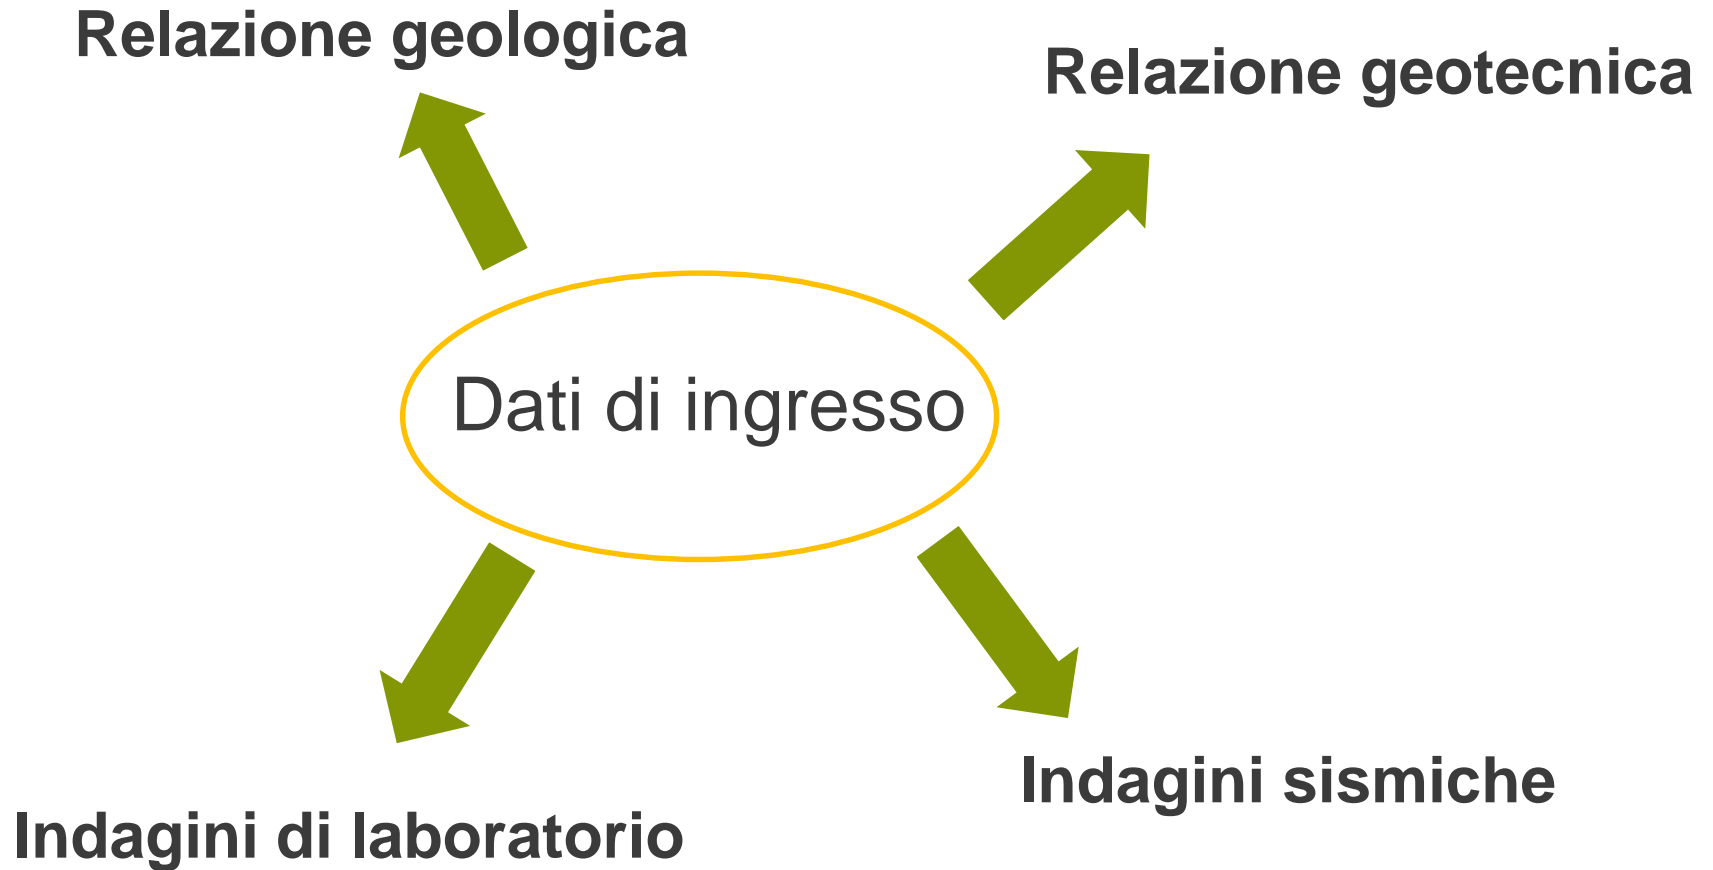 Relazione geologica
Relazione geotecnica
Dati di ingresso
Indagini sismiche
Indagini di laboratorio